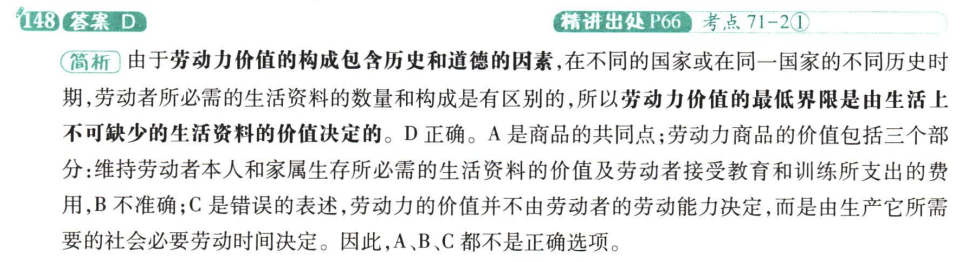 148 答案 D 精讲出处 P66 考点 71-2①
简析 由于劳动力价值的构成包含历史和道德的因素,在不同的国家或在同一国家的不同历史时
期,劳动者所必需的生活资料的数量和构成是有区别的,所以劳动力价值的最低界限是由生活上
不可缺少的生活资料的价值决定的。D 正确。A 是商品的共同点;劳动力商品的价值包括三个部
分:维持劳动者本人和家属生存所必需的生活资料的价值及劳动者接受教育和训练所支出的费
用,B 不准确;C 是错误的表述,劳动力的价值并不由劳动者的劳动能力决定,而是由生产它所需
要的社会必要劳动时间决定。因此,A、B、C 都不是正确选项。